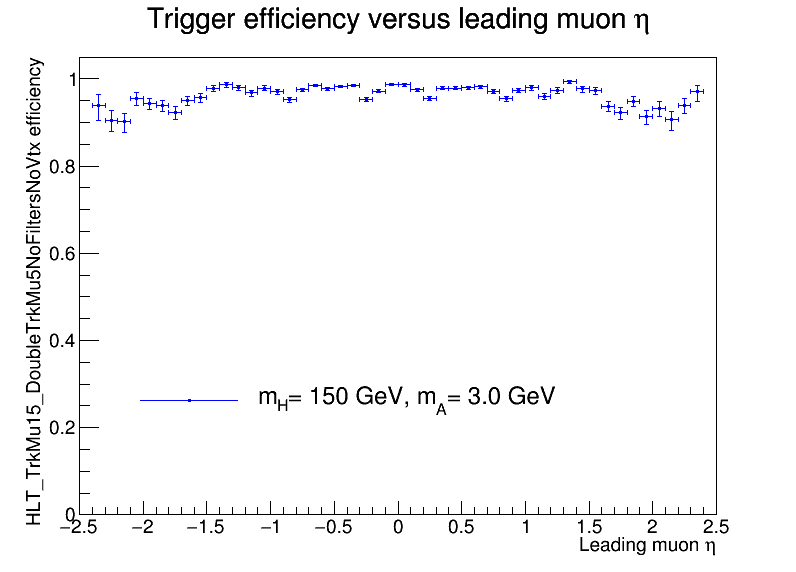 Trigger efficiency versus leading muon η
HLT_TrkMu15_DoubleTrkMu5NoFiltersNoVtx efficiency
1
0.8
0.6
0.4
0.2
0
m_H= 150 GeV, m_A= 3.0 GeV
−2.5 −2 −1.5 −1 −0.5 0 0.5 1 1.5 2 2.5
Leading muon η